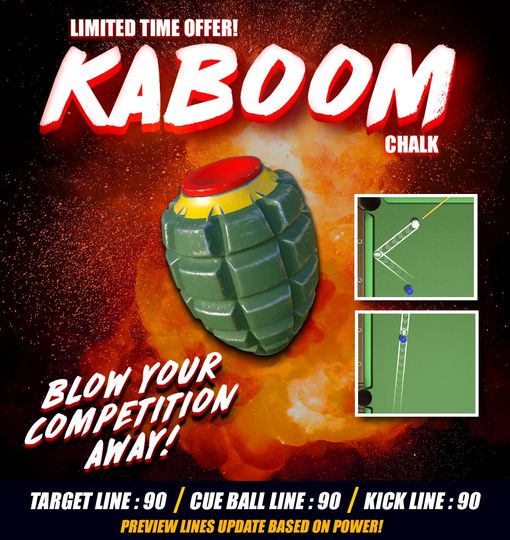 LIMITED TIME OFFER!
KABOOM
CHALK
BLOW YOUR
COMPETITION
AWAY!
TARGET LINE : 90 / CUE BALL LINE : 90 / KICK LINE : 90
PREVIEW LINES UPDATE BASED ON POWER!